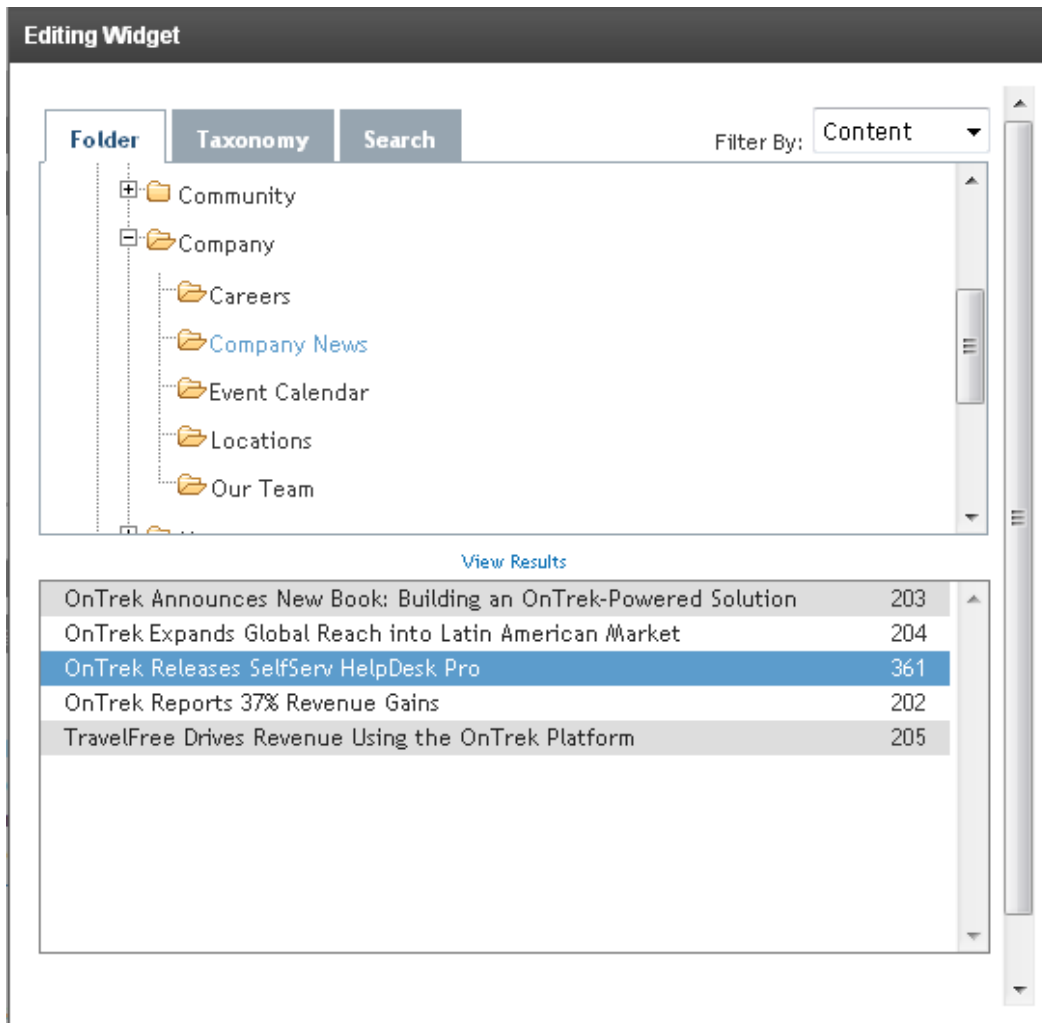 Editing Widget
Folder Taxonomy Search Filter By: Content
Community
Company
Careers
Company News
Event Calendar
Locations
Our Team
View Results
OnTrek Announces New Book: Building an OnTrek-Powered Solution 203
OnTrek Expands Global Reach into Latin American Market 204
OnTrek Releases SelfServ HelpDesk Pro 361
OnTrek Reports 37% Revenue Gains 202
TravelFree Drives Revenue Using the OnTrek Platform 205